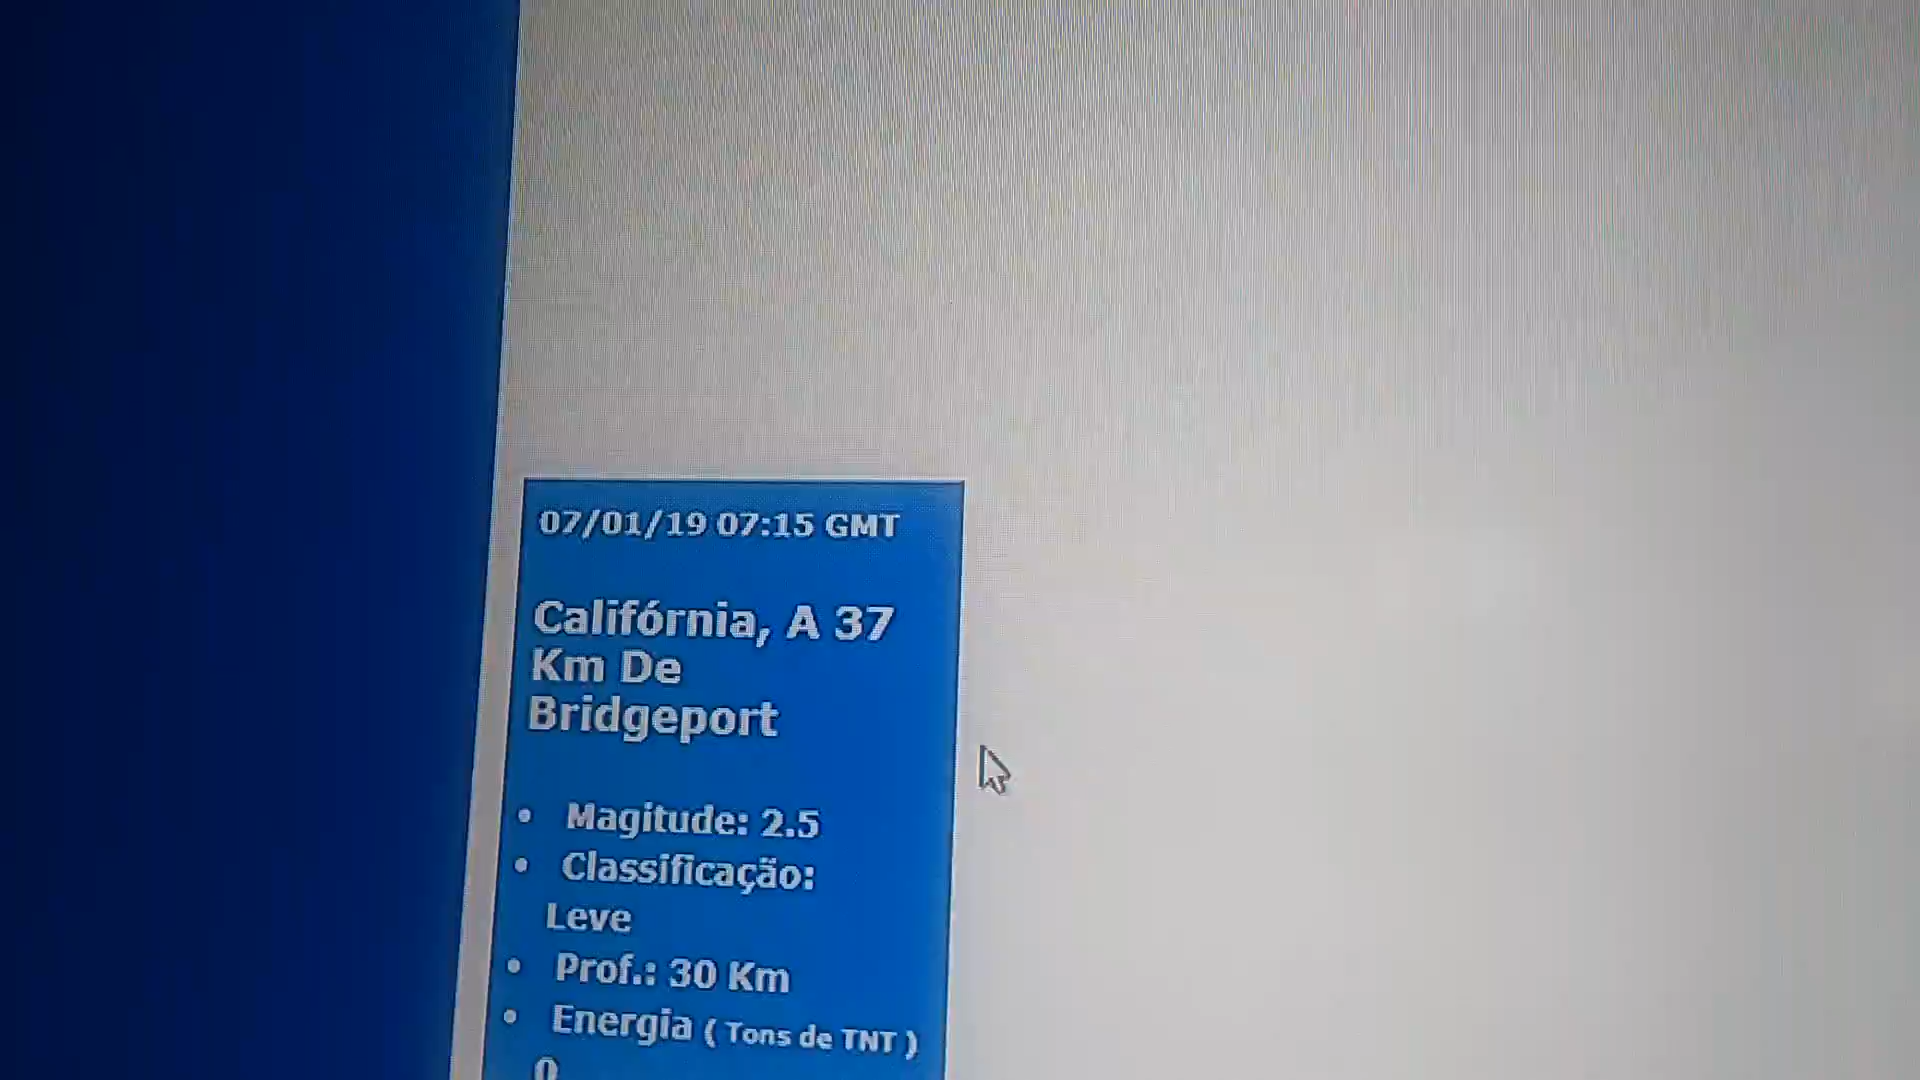 07/01/19 07:15 GMT
Califórnia, A 37
Km De
Bridgeport
• Magitude: 2.5
• Classificação:
Leve
• Prof.: 30 Km
• Energia ( Tons de TNT )
0